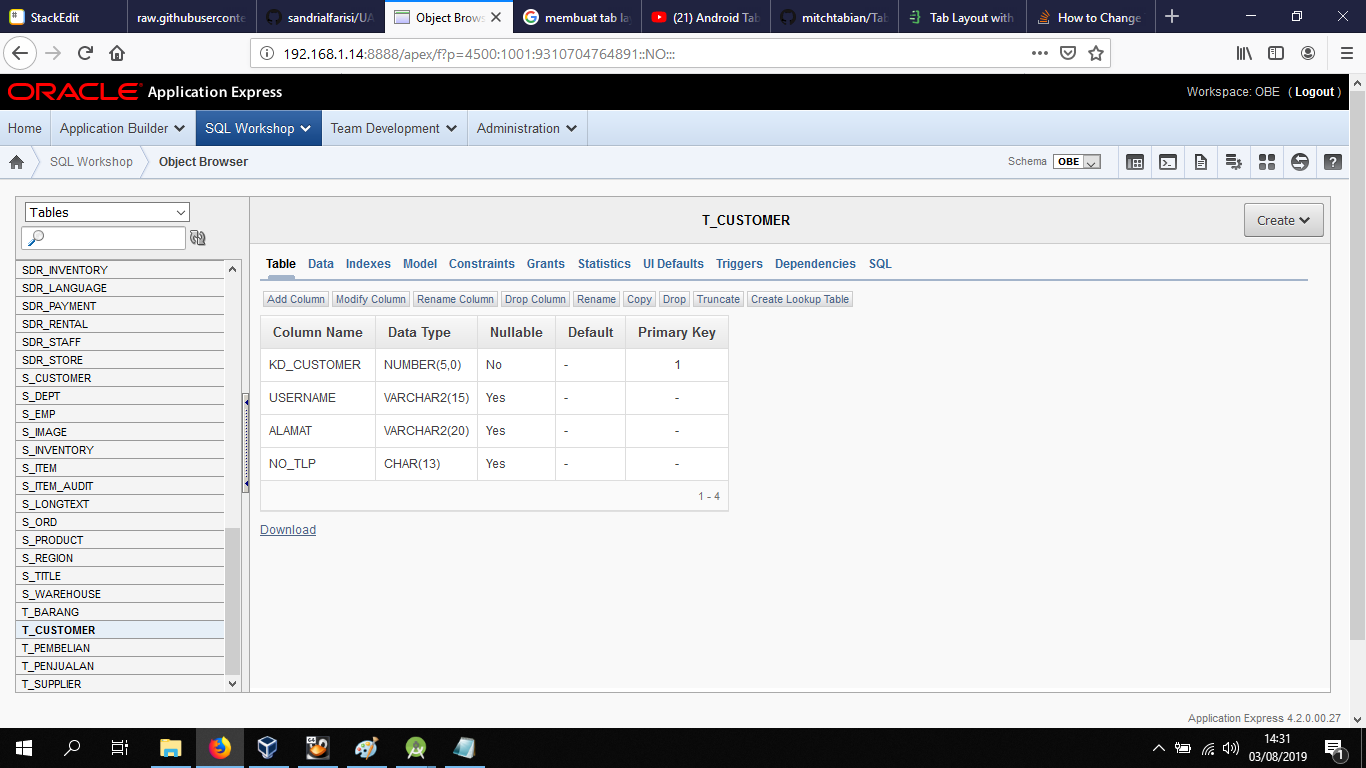 StackEdit raw.githubuserconte sandrialfarisi/UA Object Brows membuat tab la (21) Android Tab mitchtabian/Tab Tab Layout with How to Change
192.168.1.14:8888/apex/f?p=4500:1001:9310704764891::NO:::
ORACLE Application Express Workspace: OBE ( Logout )
Home Application Builder SQL Workshop Team Development Administration
SQL Workshop Object Browser Schema OBE
Tables
T_CUSTOMER Create
SDR_INVENTORY
SDR_LANGUAGE
SDR_PAYMENT
SDR_RENTAL
SDR_STAFF
SDR_STORE
S_CUSTOMER
S_DEPT
S_EMP
S_IMAGE
S_INVENTORY
S_ITEM
S_ITEM_AUDIT
S_LONGTEXT
S_ORD
S_PRODUCT
S_REGION
S_TITLE
S_WAREHOUSE
T_BARANG
T_CUSTOMER
T_PEMBELIAN
T_PENJUALAN
T_SUPPLIER
Table Data Indexes Model Constraints Grants Statistics UI Defaults Triggers Dependencies SQL
Add Column Modify Column Rename Column Drop Column Rename Copy Drop Truncate Create Lookup Table
Column Name Data Type Nullable Default Primary Key
KD_CUSTOMER NUMBER(5,0) No - 1
USERNAME VARCHAR2(15) Yes - -
ALAMAT VARCHAR2(20) Yes - -
NO_TLP CHAR(13) Yes - -
1 - 4
Download
Application Express 4.2.0.00.27
14:31
03/08/2019
1